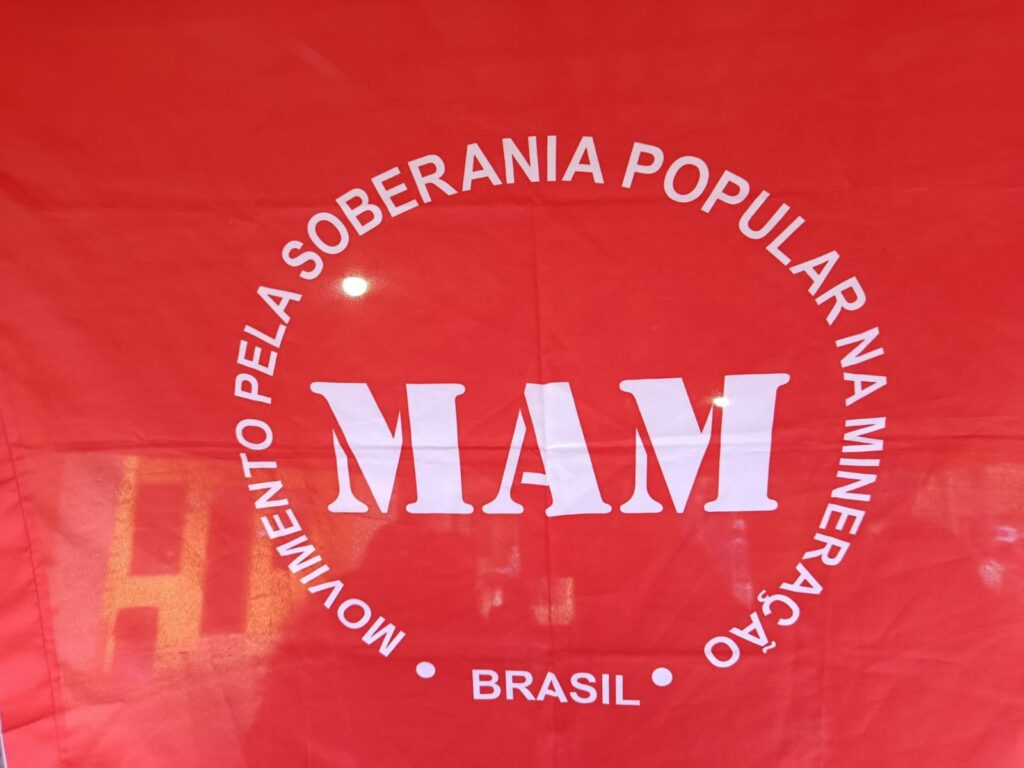 MOVIMENTO PELA SOBERANIA POPULAR NA MINERAÇÃO
MAM
• BRASIL •